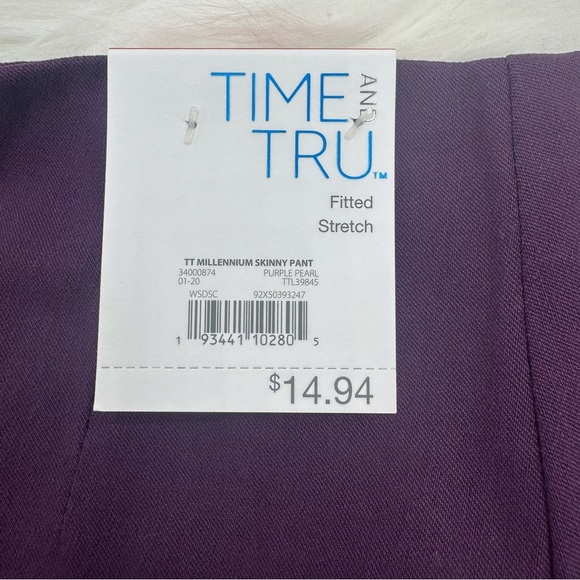 TIME AND
TRU™
Fitted
Stretch
TT MILLENNIUM SKINNY PANT
34000874 PURPLE PEARL
01-20 TTL39845
WSDSC 92X50393247
1 93441 10280 5
$14.94